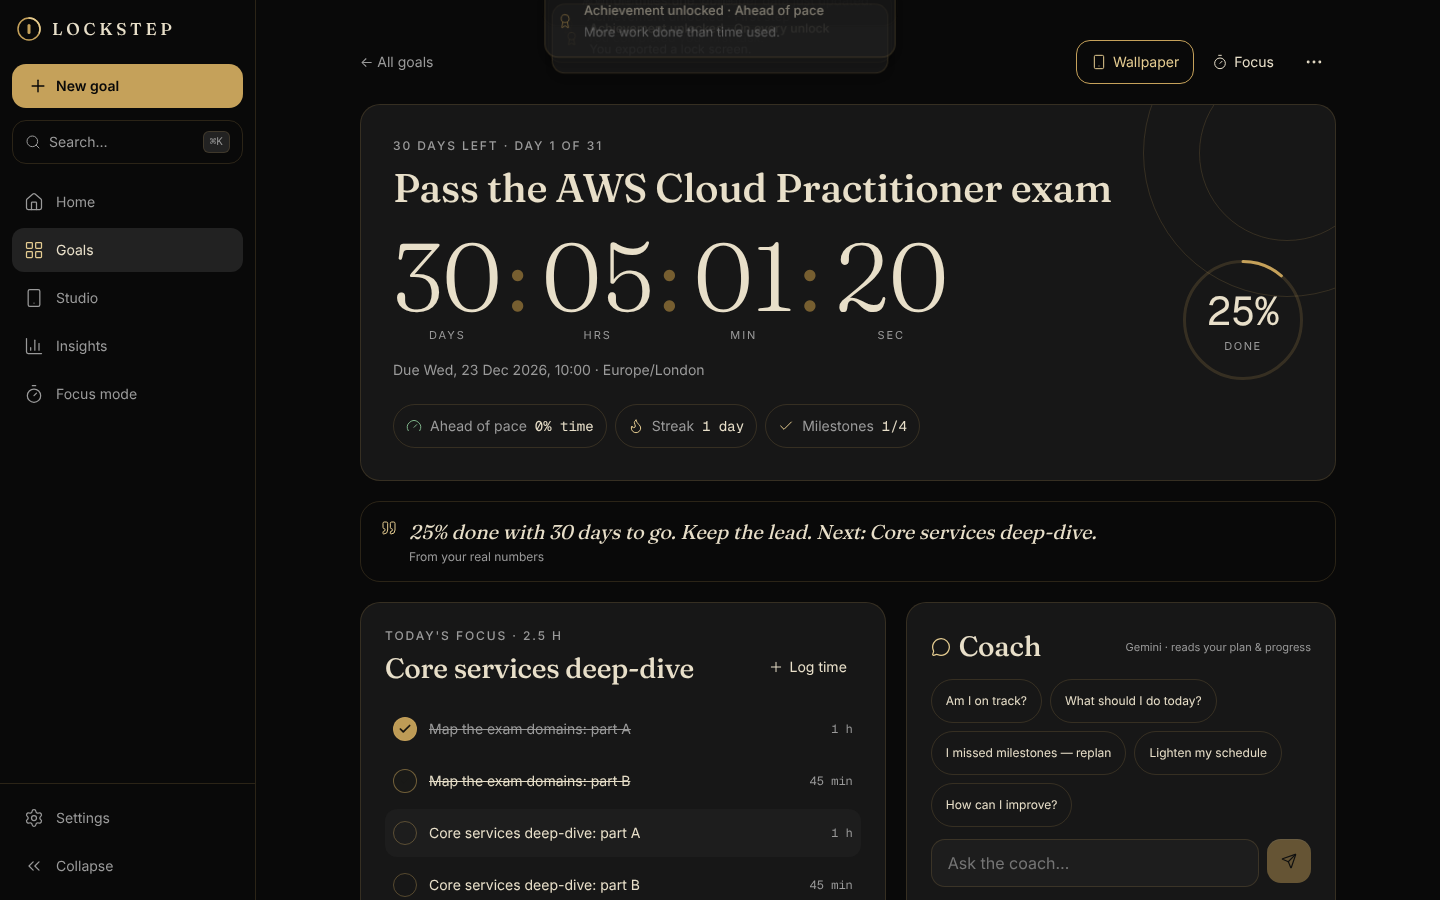 LOCKSTEP
New goal
Search...
⌘K
Home
Goals
Studio
Insights
Focus mode
Settings
Collapse
Achievement unlocked · Ahead of pace
More work done than time used.
You exported a lock screen.
← All goals
Wallpaper
Focus
30 DAYS LEFT · DAY 1 OF 31
Pass the AWS Cloud Practitioner exam
30:05:01:20
DAYS HRS MIN SEC
25%
DONE
Due Wed, 23 Dec 2026, 10:00 · Europe/London
Ahead of pace 0% time
Streak 1 day
Milestones 1/4
25% done with 30 days to go. Keep the lead. Next: Core services deep-dive.
From your real numbers
TODAY'S FOCUS · 2.5 H
Core services deep-dive
Log time
Map the exam domains: part A 1 h
Map the exam domains: part B 45 min
Core services deep-dive: part A 1 h
Core services deep-dive: part B 45 min
Coach
Gemini · reads your plan & progress
Am I on track?
What should I do today?
I missed milestones — replan
Lighten my schedule
How can I improve?
Ask the coach...